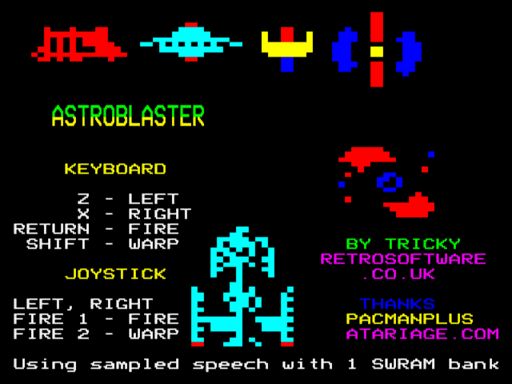 ASTROBLASTER
KEYBOARD
Z - LEFT
X - RIGHT
RETURN - FIRE
SHIFT - WARP
JOYSTICK
LEFT, RIGHT
FIRE 1 - FIRE
FIRE 2 - WARP
BY TRICKY
RETROSOFTWARE
.CO.UK
THANKS
PACMANPLUS
ATARIAGE.COM
Using sampled speech with 1 SWRAM bank